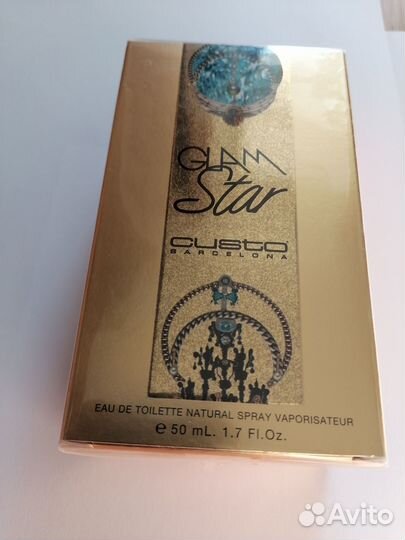 GLAM
Star
custo
BARCELONA
EAU DE TOILETTE NATURAL SPRAY VAPORISATEUR
e 50 mL. 1.7 Fl.Oz.
Avito